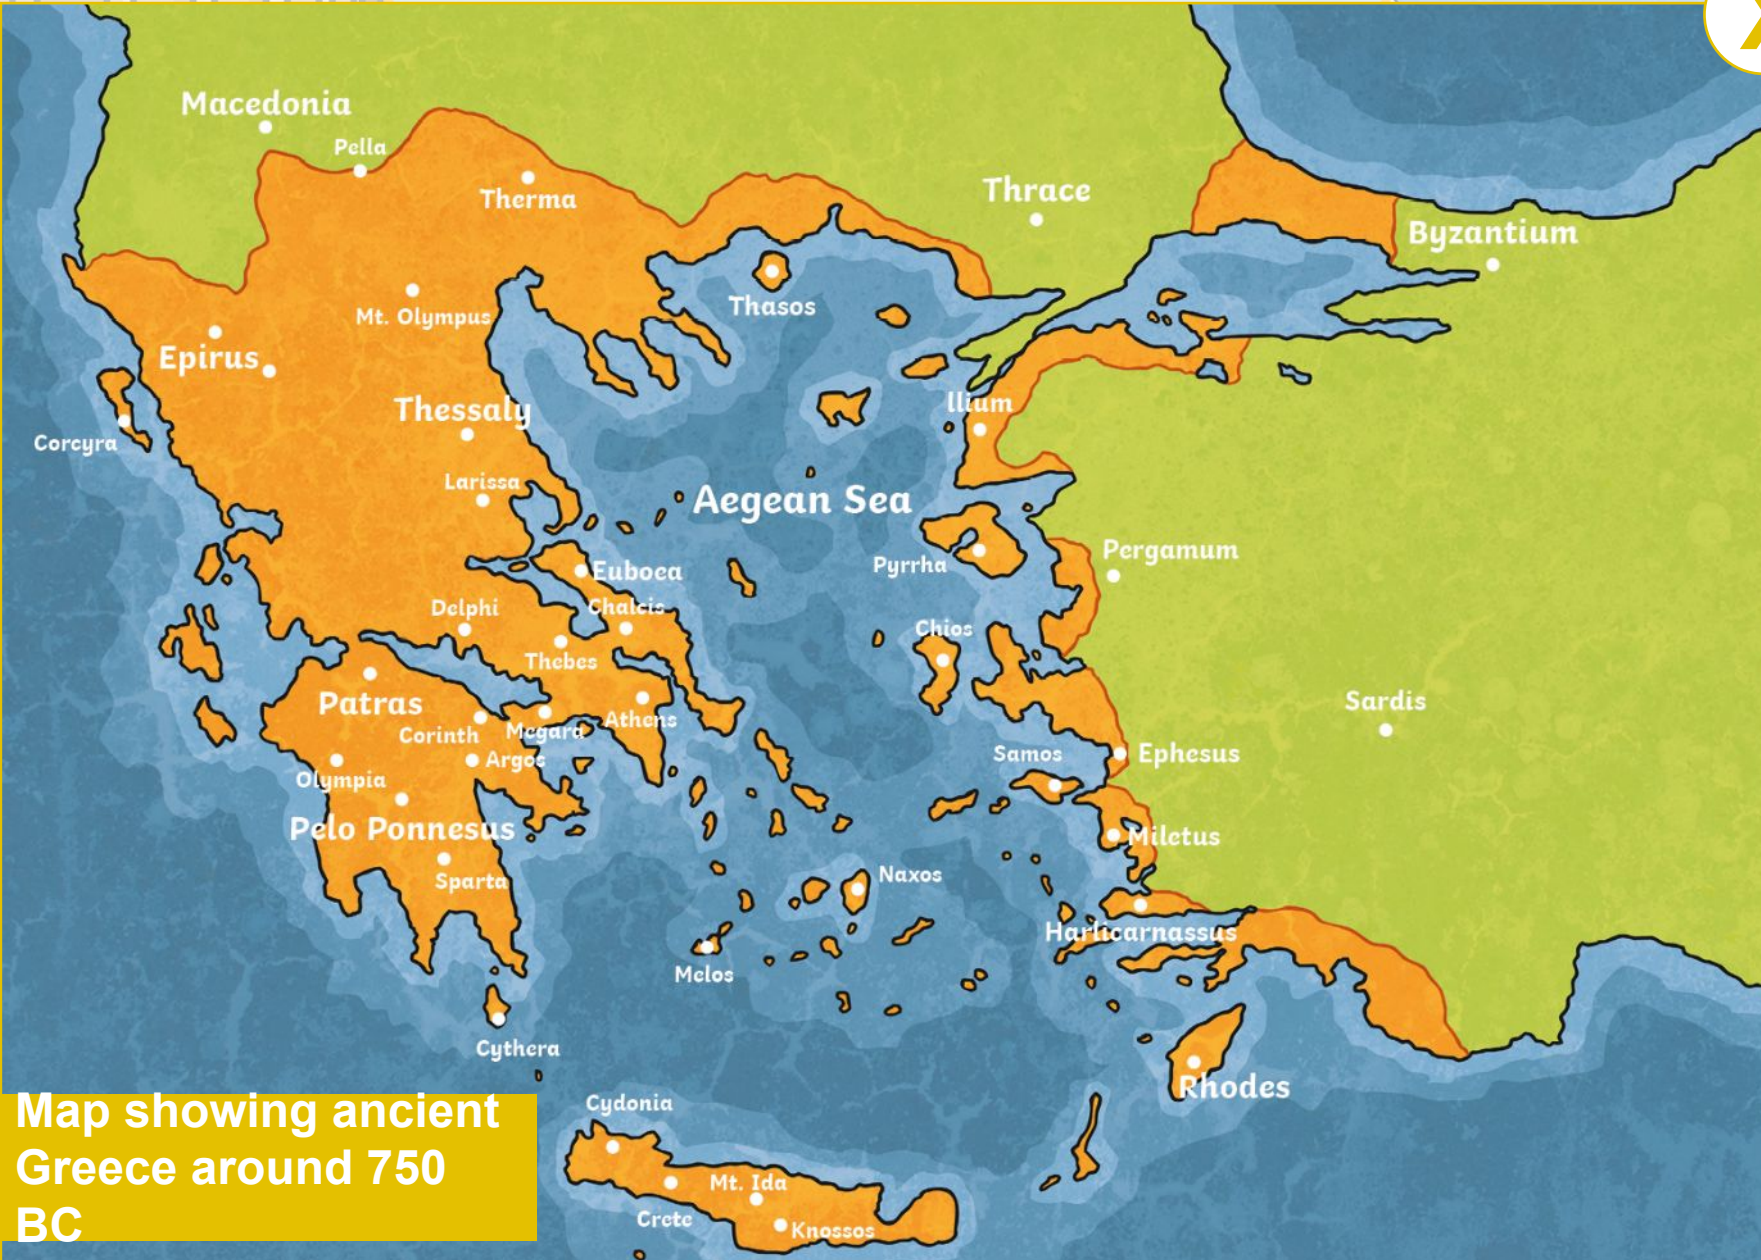 Macedonia
Pella
Therma
Thrace
Byzantium
Mt. Olympus
Thasos
Epirus
Thessaly
Ilium
Corcyra
Larissa
Aegean Sea
Pergamum
Pyrrha
Euboea
Delphi
Chalcis
Chios
Thebes
Patras
Sardis
Athens
Corinth
Megara
Samos
Ephesus
Argos
Olympia
Pelo Ponnesus
Miletus
Sparta
Naxos
Harlicarnassus
Melos
Cythera
Rhodes
Cydonia
Mt. Ida
Crete
Knossos
Map showing ancient
Greece around 750
BC